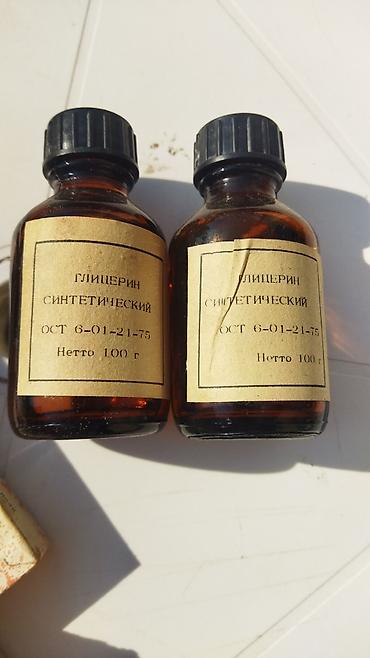 ГЛИЦЕРИН
СИНТЕТИЧЕСКИЙ
ОСТ 6-01-21-75
Нетто 100 г
ГЛИЦЕРИН
СИНТЕТИЧЕСКИЙ
ОСТ 6-01-21-75
Нетто 100 г